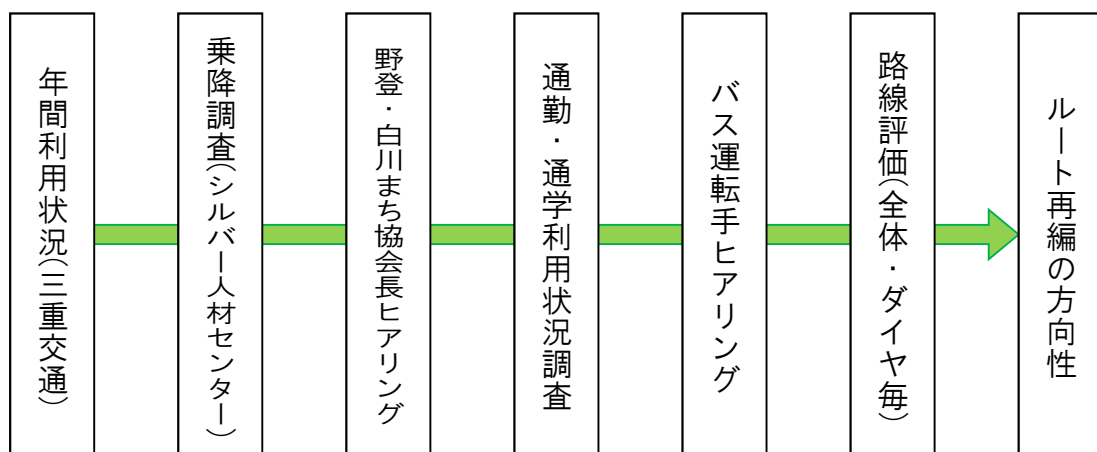 年間利用状況（三重交通）
乗降調査（シルバー人材センター）
野登・白川まち協会長ヒアリング
通勤・通学利用状況調査
バス運転手ヒアリング
路線評価（全体・ダイヤ毎）
ルート再編の方向性